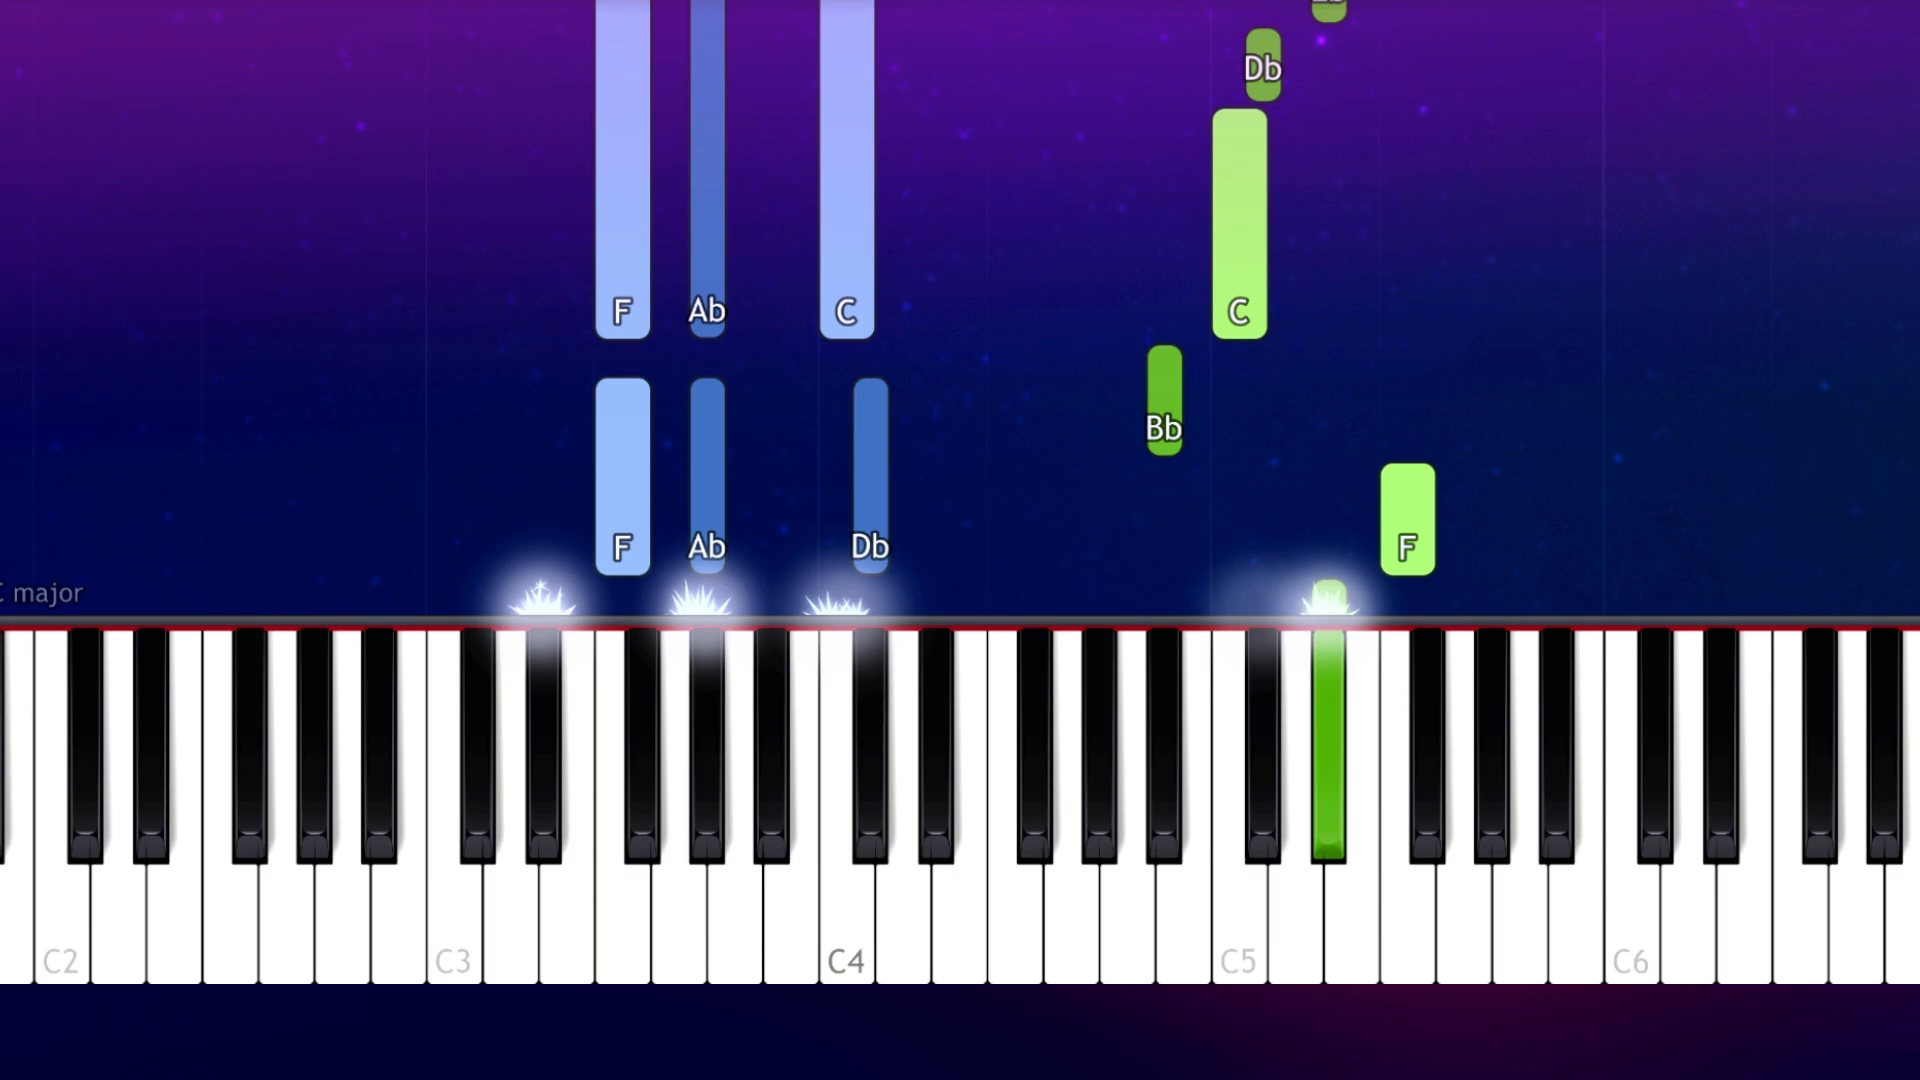 Db
F Ab C C
Bb
F Ab Db F
C major
C2 C3 C4 C5 C6